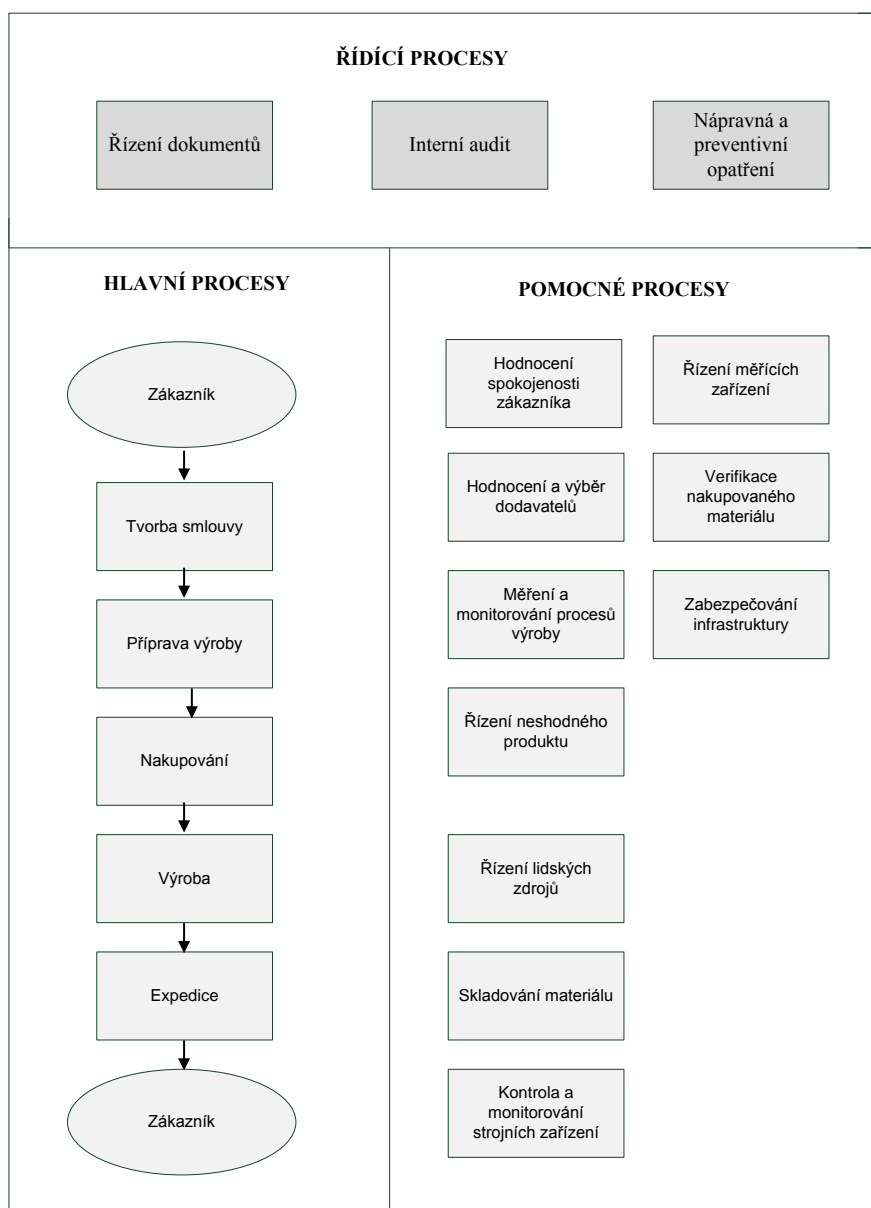 ŘÍDÍCÍ PROCESY
Řízení dokumentů
Interní audit
Nápravná a
preventivní
opatření
HLAVNÍ PROCESY
Zákazník
Tvorba smlouvy
Příprava výroby
Nakupování
Výroba
Expedice
Zákazník
POMOCNÉ PROCESY
Hodnocení
spokojenosti
zákazníka
Řízení měřících
zařízení
Hodnocení a výběr
dodavatelů
Verifikace
nakupovaného
materiálu
Měření a
monitorování procesů
výroby
Zabezpečování
infrastruktury
Řízení neshodného
produktu
Řízení lidských
zdrojů
Skladování materiálu
Kontrola a
monitorování
strojních zařízení